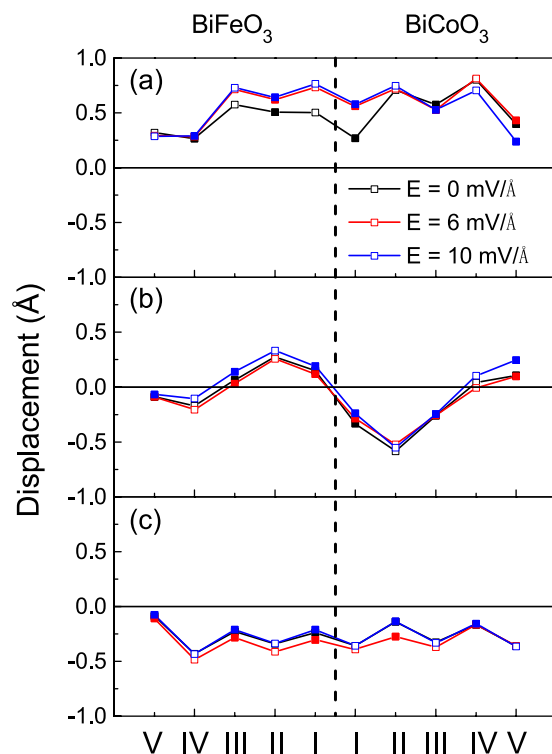 BiFeO₃ BiCoO₃
1.0
(a)
0.5
0.0
-0.5
-1.0
E = 0 mV/Å
E = 6 mV/Å
E = 10 mV/Å
Displacement (Å)
(b)
0.5
0.0
-0.5
-1.0
(c)
0.5
0.0
-0.5
-1.0
V IV III II I I II III IV V